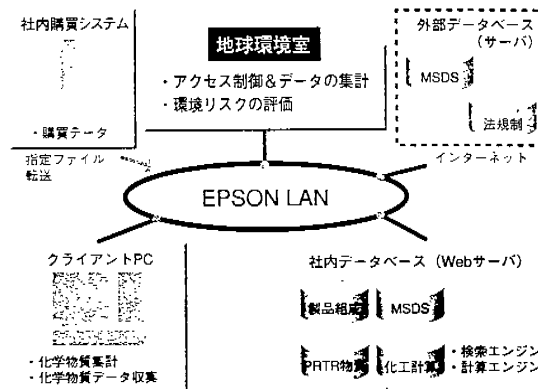 社内購買システム
・購買データ
指定ファイル
転送
地球環境室
・アクセス制御&データの集計
・環境リスクの評価
外部データベース
(サーバ)
MSDS
法規制
インターネット
EPSON LAN
クライアントPC
・化学物質集計
・化学物質データ収集
社内データベース(Webサーバ)
製品組成
MSDS
PRTR物質
化工計算
・検索エンジン
・計算エンジン